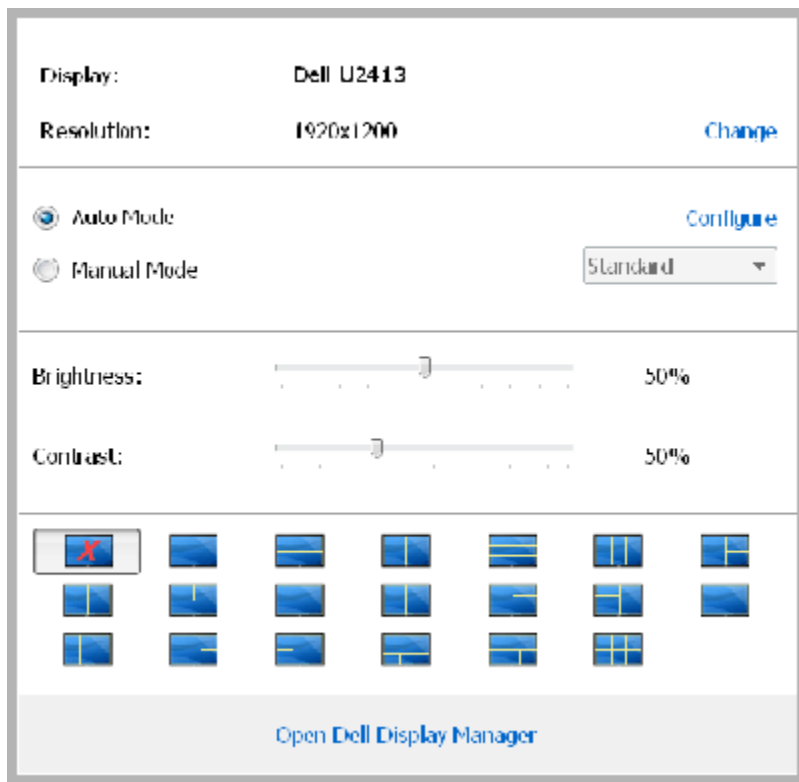 Display: Dell U2413
Resolution: 1920x1200 Change
Auto Mode Configure
Manual Mode Standard
Brightness: 50%
Contrast: 50%
Open Dell Display Manager